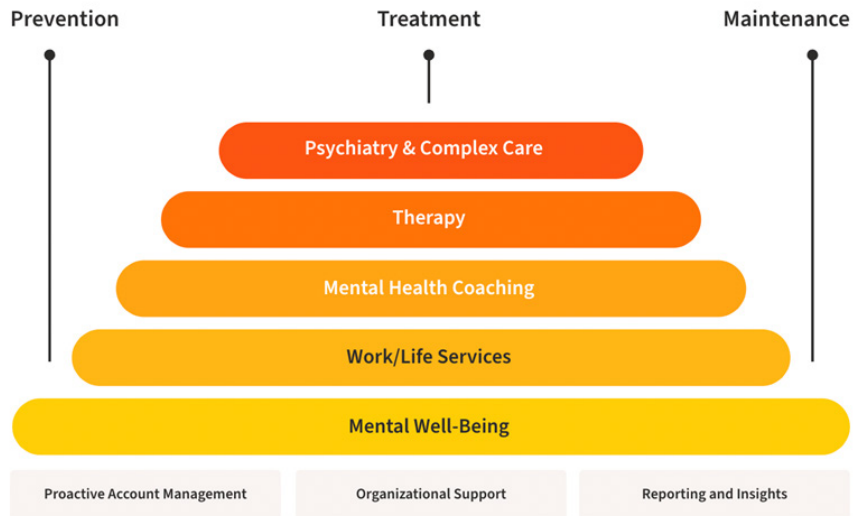 Prevention
Treatment
Maintenance
Psychiatry & Complex Care
Therapy
Mental Health Coaching
Work/Life Services
Mental Well-Being
Proactive Account Management
Organizational Support
Reporting and Insights